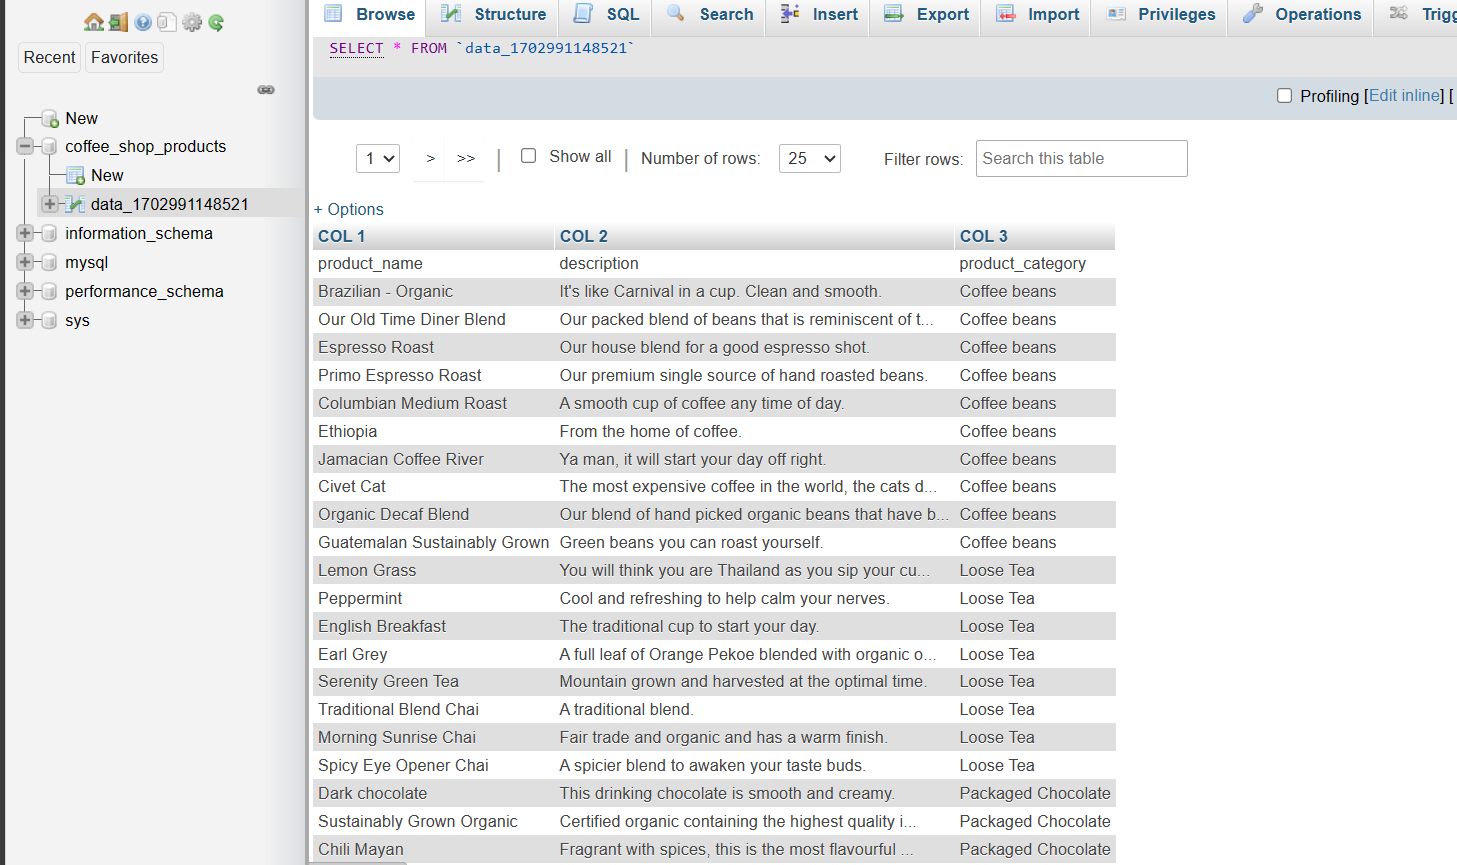 Browse Structure SQL Search Insert Export Import Privileges Operations
SELECT * FROM `data_1702991148521`
Profiling [Edit inline] [
Recent Favorites
New
coffee_shop_products
New
data_1702991148521
information_schema
mysql
performance_schema
sys
1 > >> | Show all | Number of rows: 25 Filter rows: Search this table
+ Options
COL 1 COL 2 COL 3
product_name description product_category
Brazilian - Organic It's like Carnival in a cup. Clean and smooth. Coffee beans
Our Old Time Diner Blend Our packed blend of beans that is reminiscent of t... Coffee beans
Espresso Roast Our house blend for a good espresso shot. Coffee beans
Primo Espresso Roast Our premium single source of hand roasted beans. Coffee beans
Columbian Medium Roast A smooth cup of coffee any time of day. Coffee beans
Ethiopia From the home of coffee. Coffee beans
Jamacian Coffee River Ya man, it will start your day off right. Coffee beans
Civet Cat The most expensive coffee in the world, the cats d... Coffee beans
Organic Decaf Blend Our blend of hand picked organic beans that have b... Coffee beans
Guatemalan Sustainably Grown Green beans you can roast yourself. Coffee beans
Lemon Grass You will think you are Thailand as you sip your cu... Loose Tea
Peppermint Cool and refreshing to help calm your nerves. Loose Tea
English Breakfast The traditional cup to start your day. Loose Tea
Earl Grey A full leaf of Orange Pekoe blended with organic o... Loose Tea
Serenity Green Tea Mountain grown and harvested at the optimal time. Loose Tea
Traditional Blend Chai A traditional blend. Loose Tea
Morning Sunrise Chai Fair trade and organic and has a warm finish. Loose Tea
Spicy Eye Opener Chai A spicier blend to awaken your taste buds. Loose Tea
Dark chocolate This drinking chocolate is smooth and creamy. Packaged Chocolate
Sustainably Grown Organic Certified organic containing the highest quality i... Packaged Chocolate
Chili Mayan Fragrant with spices, this is the most flavourful ... Packaged Chocolate